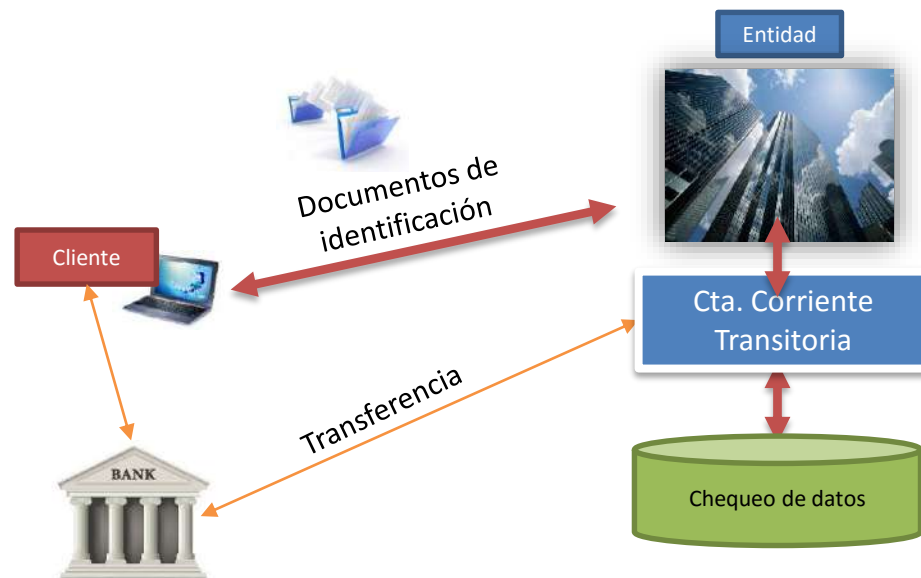 Entidad
Documentos de
identificación
Cliente
Cta. Corriente
Transitoria
Transferencia
BANK
Chequeo de datos